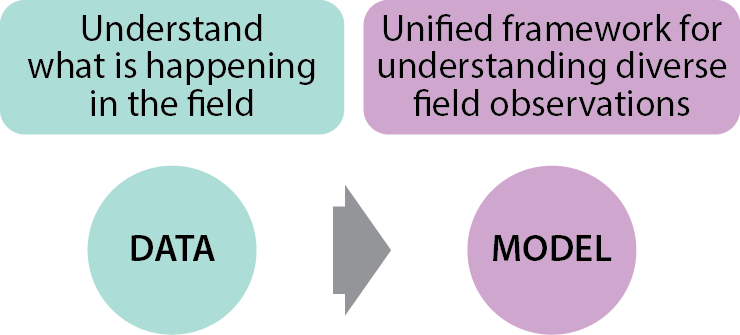 Understand
what is happening
in the field
Unified framework for
understanding diverse
field observations
DATA
MODEL